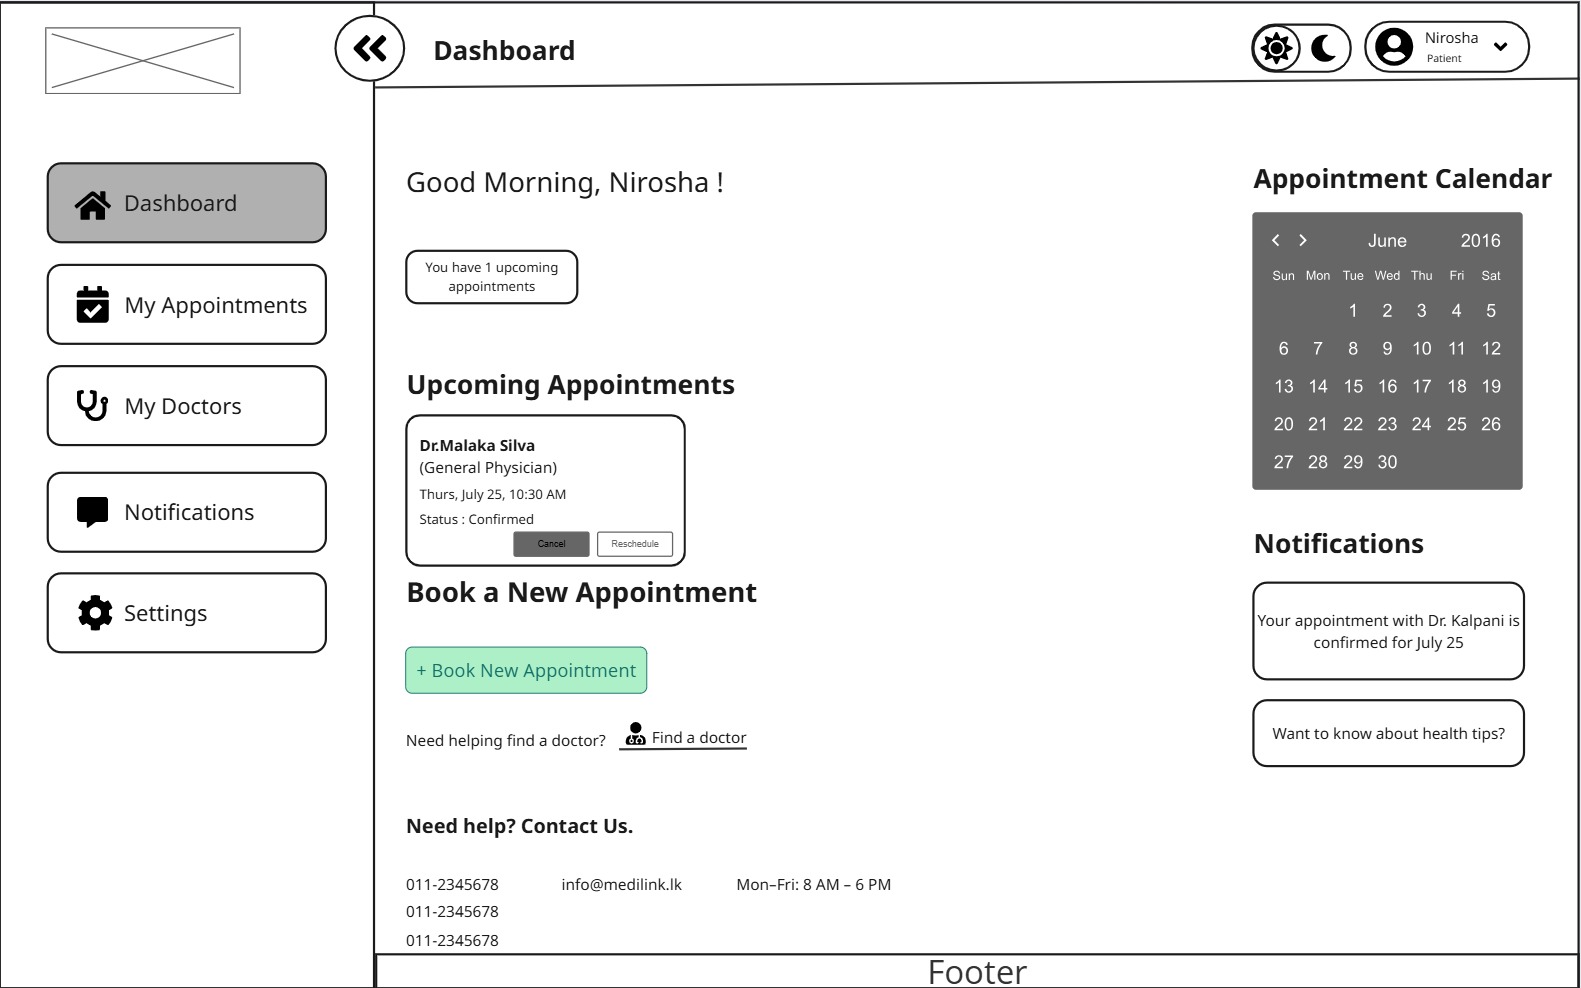 Dashboard
Nirosha
Patient
Dashboard
My Appointments
My Doctors
Notifications
Settings
Good Morning, Nirosha !
You have 1 upcoming
appointments
Upcoming Appointments
Dr.Malaka Silva
(General Physician)
Thurs, July 25, 10:30 AM
Status : Confirmed
Cancel Reschedule
Book a New Appointment
+ Book New Appointment
Need helping find a doctor? Find a doctor
Need help? Contact Us.
011-2345678 info@medilink.lk Mon–Fri: 8 AM – 6 PM
011-2345678
011-2345678
Appointment Calendar
June 2016
Sun Mon Tue Wed Thu Fri Sat
1 2 3 4 5
6 7 8 9 10 11 12
13 14 15 16 17 18 19
20 21 22 23 24 25 26
27 28 29 30
Notifications
Your appointment with Dr. Kalpani is
confirmed for July 25
Want to know about health tips?
Footer